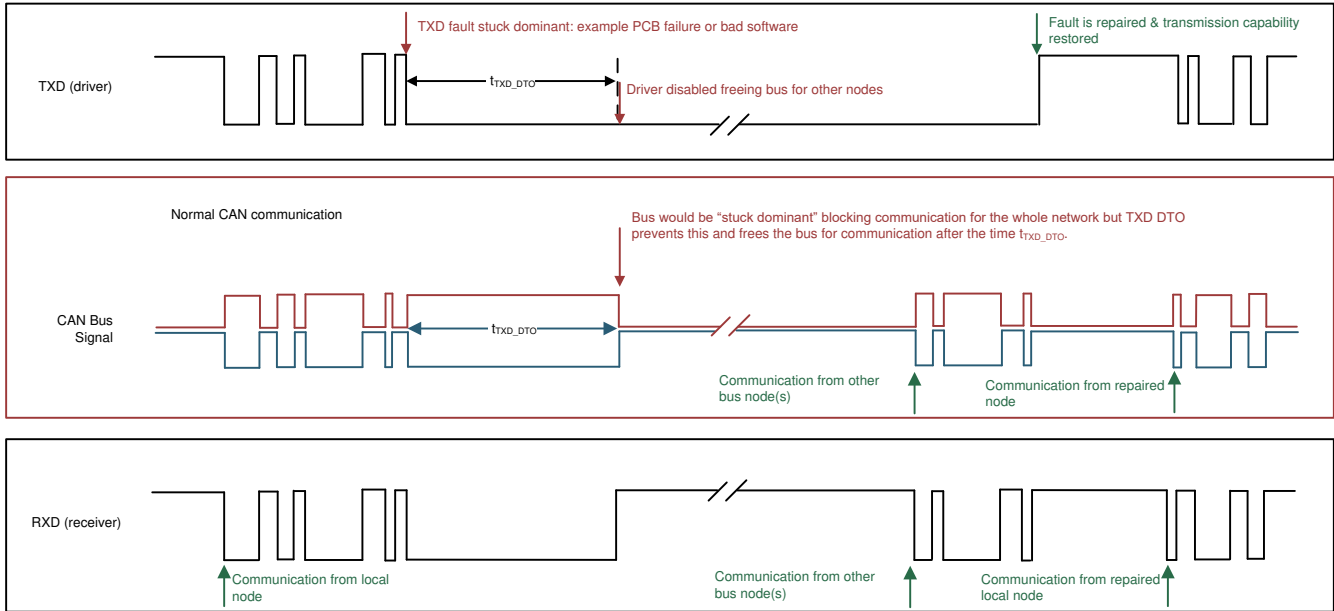 TXD fault stuck dominant: example PCB failure or bad software
Fault is repaired & transmission capability
restored
TXD (driver)
tTXD_DTO
Driver disabled freeing bus for other nodes
Normal CAN communication
Bus would be “stuck dominant” blocking communication for the whole network but TXD DTO
prevents this and frees the bus for communication after the time tTXD_DTO.
CAN Bus
Signal
tTXD_DTO
Communication from other
bus node(s)
Communication from repaired
node
RXD (receiver)
Communication from local
node
Communication from other
bus node(s)
Communication from repaired
local node